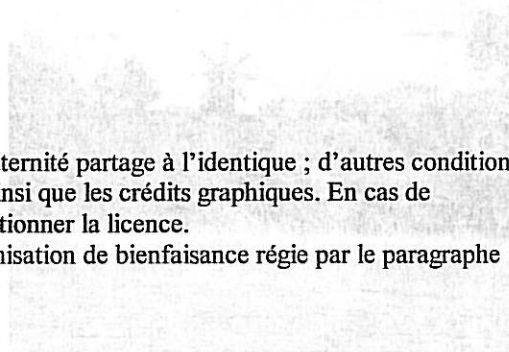 ternité partage à l’identique ; d’autres condition
insi que les crédits graphiques. En cas de
tionner la licence.
nisation de bienfaisance régie par le paragraphe